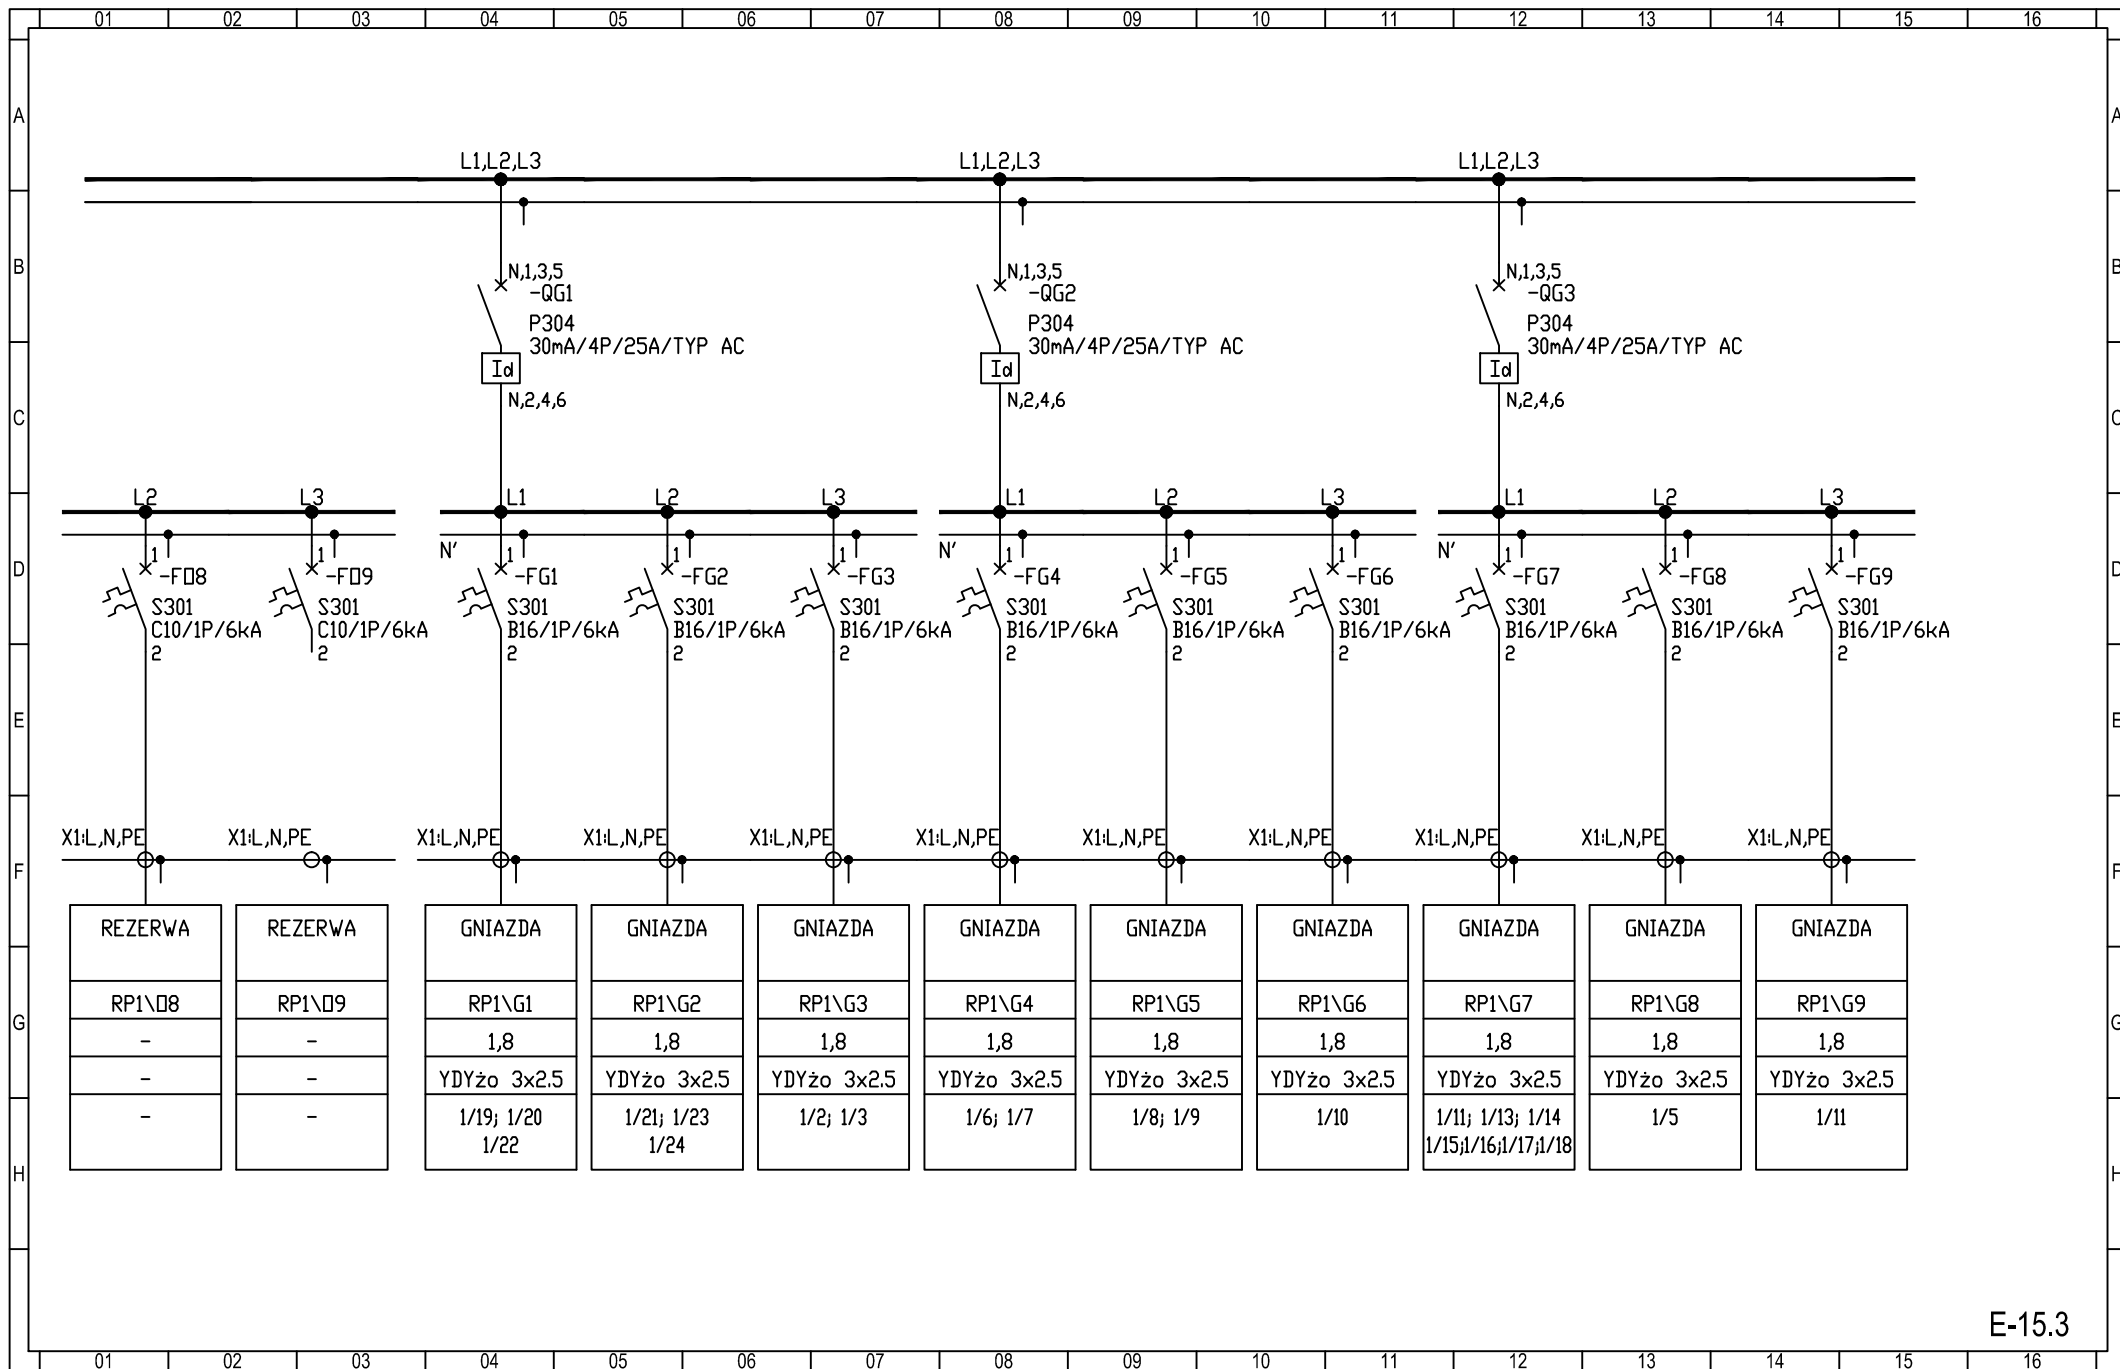 01 02 03 04 05 06 07 08 09 10 11 12 13 14 15 16
A A
L1,L2,L3 L1,L2,L3 L1,L2,L3
B B
N,1,3,5 N,1,3,5 N,1,3,5
-QG1 -QG2 -QG3
P304 P304 P304
30mA/4P/25A/TYP AC 30mA/4P/25A/TYP AC 30mA/4P/25A/TYP AC
Id Id Id
N,2,4,6 N,2,4,6 N,2,4,6
C C
L2 L3 L1 L2 L3 L1 L2 L3 L1 L2 L3
N' N' N'
1 1 1 1 1 1 1 1 1 1 1
D D
-FO8 -FO9 -FG1 -FG2 -FG3 -FG4 -FG5 -FG6 -FG7 -FG8 -FG9
S301 S301 S301 S301 S301 S301 S301 S301 S301 S301 S301
C10/1P/6kA C10/1P/6kA B16/1P/6kA B16/1P/6kA B16/1P/6kA B16/1P/6kA B16/1P/6kA B16/1P/6kA B16/1P/6kA B16/1P/6kA B16/1P/6kA
2 2 2 2 2 2 2 2 2 2 2
E E
X1:L,N,PE X1:L,N,PE X1:L,N,PE X1:L,N,PE X1:L,N,PE X1:L,N,PE X1:L,N,PE X1:L,N,PE X1:L,N,PE X1:L,N,PE X1:L,N,PE
F F
REZERWA REZERWA GNIAZDA GNIAZDA GNIAZDA GNIAZDA GNIAZDA GNIAZDA GNIAZDA GNIAZDA GNIAZDA
RP1\O8 RP1\O9 RP1\G1 RP1\G2 RP1\G3 RP1\G4 RP1\G5 RP1\G6 RP1\G7 RP1\G8 RP1\G9
G G
- - 1,8 1,8 1,8 1,8 1,8 1,8 1,8 1,8 1,8
- - YDYżo 3x2.5 YDYżo 3x2.5 YDYżo 3x2.5 YDYżo 3x2.5 YDYżo 3x2.5 YDYżo 3x2.5 YDYżo 3x2.5 YDYżo 3x2.5 YDYżo 3x2.5
- - 1/19; 1/20 1/21; 1/23 1/2; 1/3 1/6; 1/7 1/8; 1/9 1/10 1/11; 1/13; 1/14 1/5 1/11
1/22 1/24 1/15;1/16;1/17;1/18
H H
E-15.3
01 02 03 04 05 06 07 08 09 10 11 12 13 14 15 16